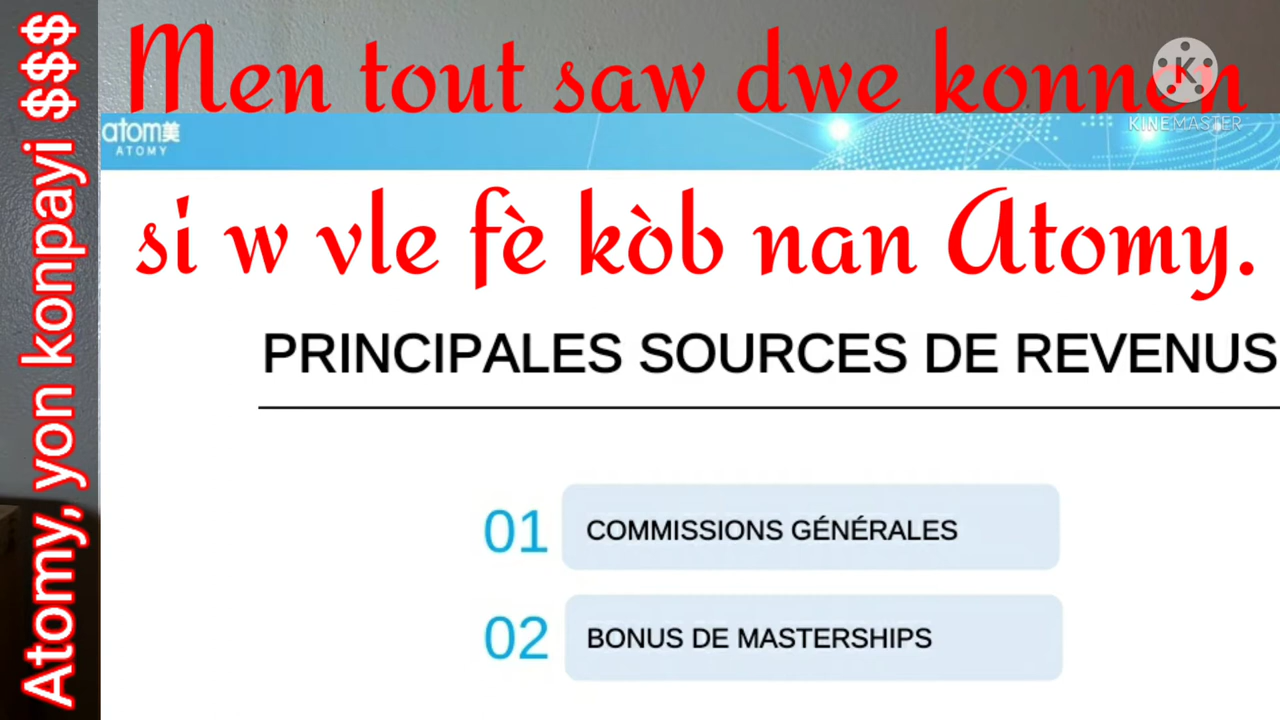 Men tout saw dwe konnen
K
KINEMASTER
atom美
ATOMY
si w vle fè kòb nan Atomy.
PRINCIPALES SOURCES DE REVENUS
01 COMMISSIONS GÉNÉRALES
02 BONUS DE MASTERSHIPS
Atomy, yon konpayi $$$